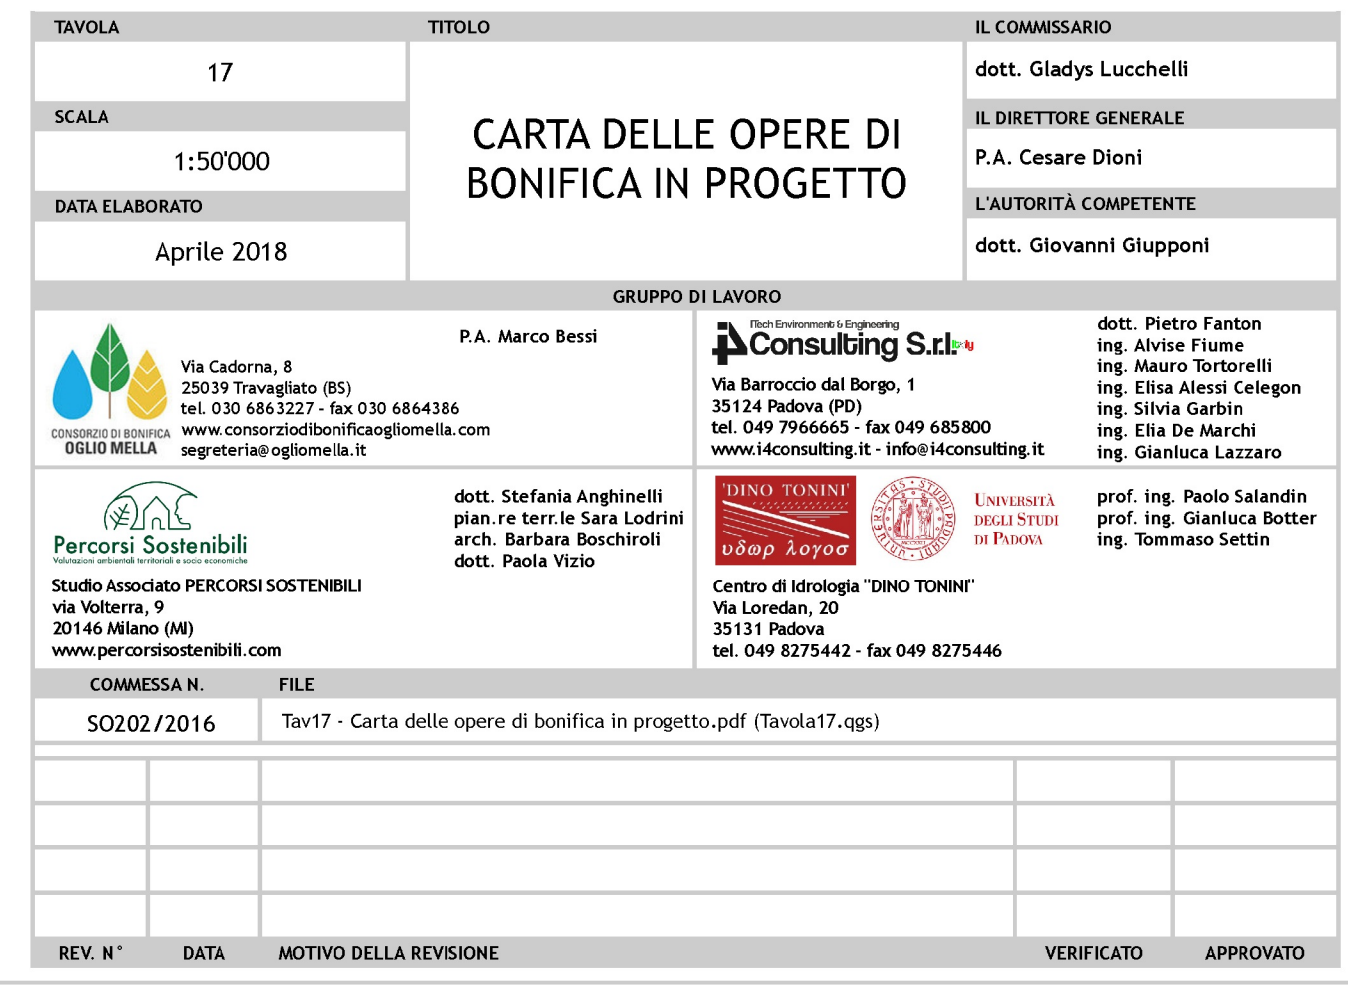 TAVOLA
17
SCALA
1:50'000
DATA ELABORATO
Aprile 2018
TITOLO
CARTA DELLE OPERE DI
BONIFICA IN PROGETTO
IL COMMISSARIO
dott. Gladys Lucchelli
IL DIRETTORE GENERALE
P.A. Cesare Dioni
L'AUTORITÀ COMPETENTE
dott. Giovanni Giupponi
GRUPPO DI LAVORO
CONSORZIO DI BONIFICA
OGLIO MELLA
Via Cadorna, 8
25039 Travagliato (BS)
tel. 030 6863227 - fax 030 6864386
www.consorziodibonificaogliomella.com
segreteria@ogliomella.it
P.A. Marco Bessi
ITech Environment & Engineering
i4 Consulting S.r.l. Italy
Via Barroccio dal Borgo, 1
35124 Padova (PD)
tel. 049 7966665 - fax 049 685800
www.i4consulting.it - info@i4consulting.it
dott. Pietro Fanton
ing. Alvise Fiume
ing. Mauro Tortorelli
ing. Elisa Alessi Celegon
ing. Silvia Garbin
ing. Elia De Marchi
ing. Gianluca Lazzaro
Percorsi Sostenibili
Valutazioni ambientali territoriali e socio economiche
Studio Associato PERCORSI SOSTENIBILI
via Volterra, 9
20146 Milano (MI)
www.percorsisostenibili.com
dott. Stefania Anghinelli
pian.re terr.le Sara Lodrini
arch. Barbara Boschiroli
dott. Paola Vizio
'DINO TONINI'
υδωρ λογοσ
UNIVERSITÀ
DEGLI STUDI
DI PADOVA
Centro di Idrologia "DINO TONINI"
Via Loredan, 20
35131 Padova
tel. 049 8275442 - fax 049 8275446
prof. ing. Paolo Salandin
prof. ing. Gianluca Botter
ing. Tommaso Settin
COMMESSA N.
SO202/2016
FILE
Tav17 - Carta delle opere di bonifica in progetto.pdf (Tavola17.qgs)
REV. N° DATA MOTIVO DELLA REVISIONE VERIFICATO APPROVATO